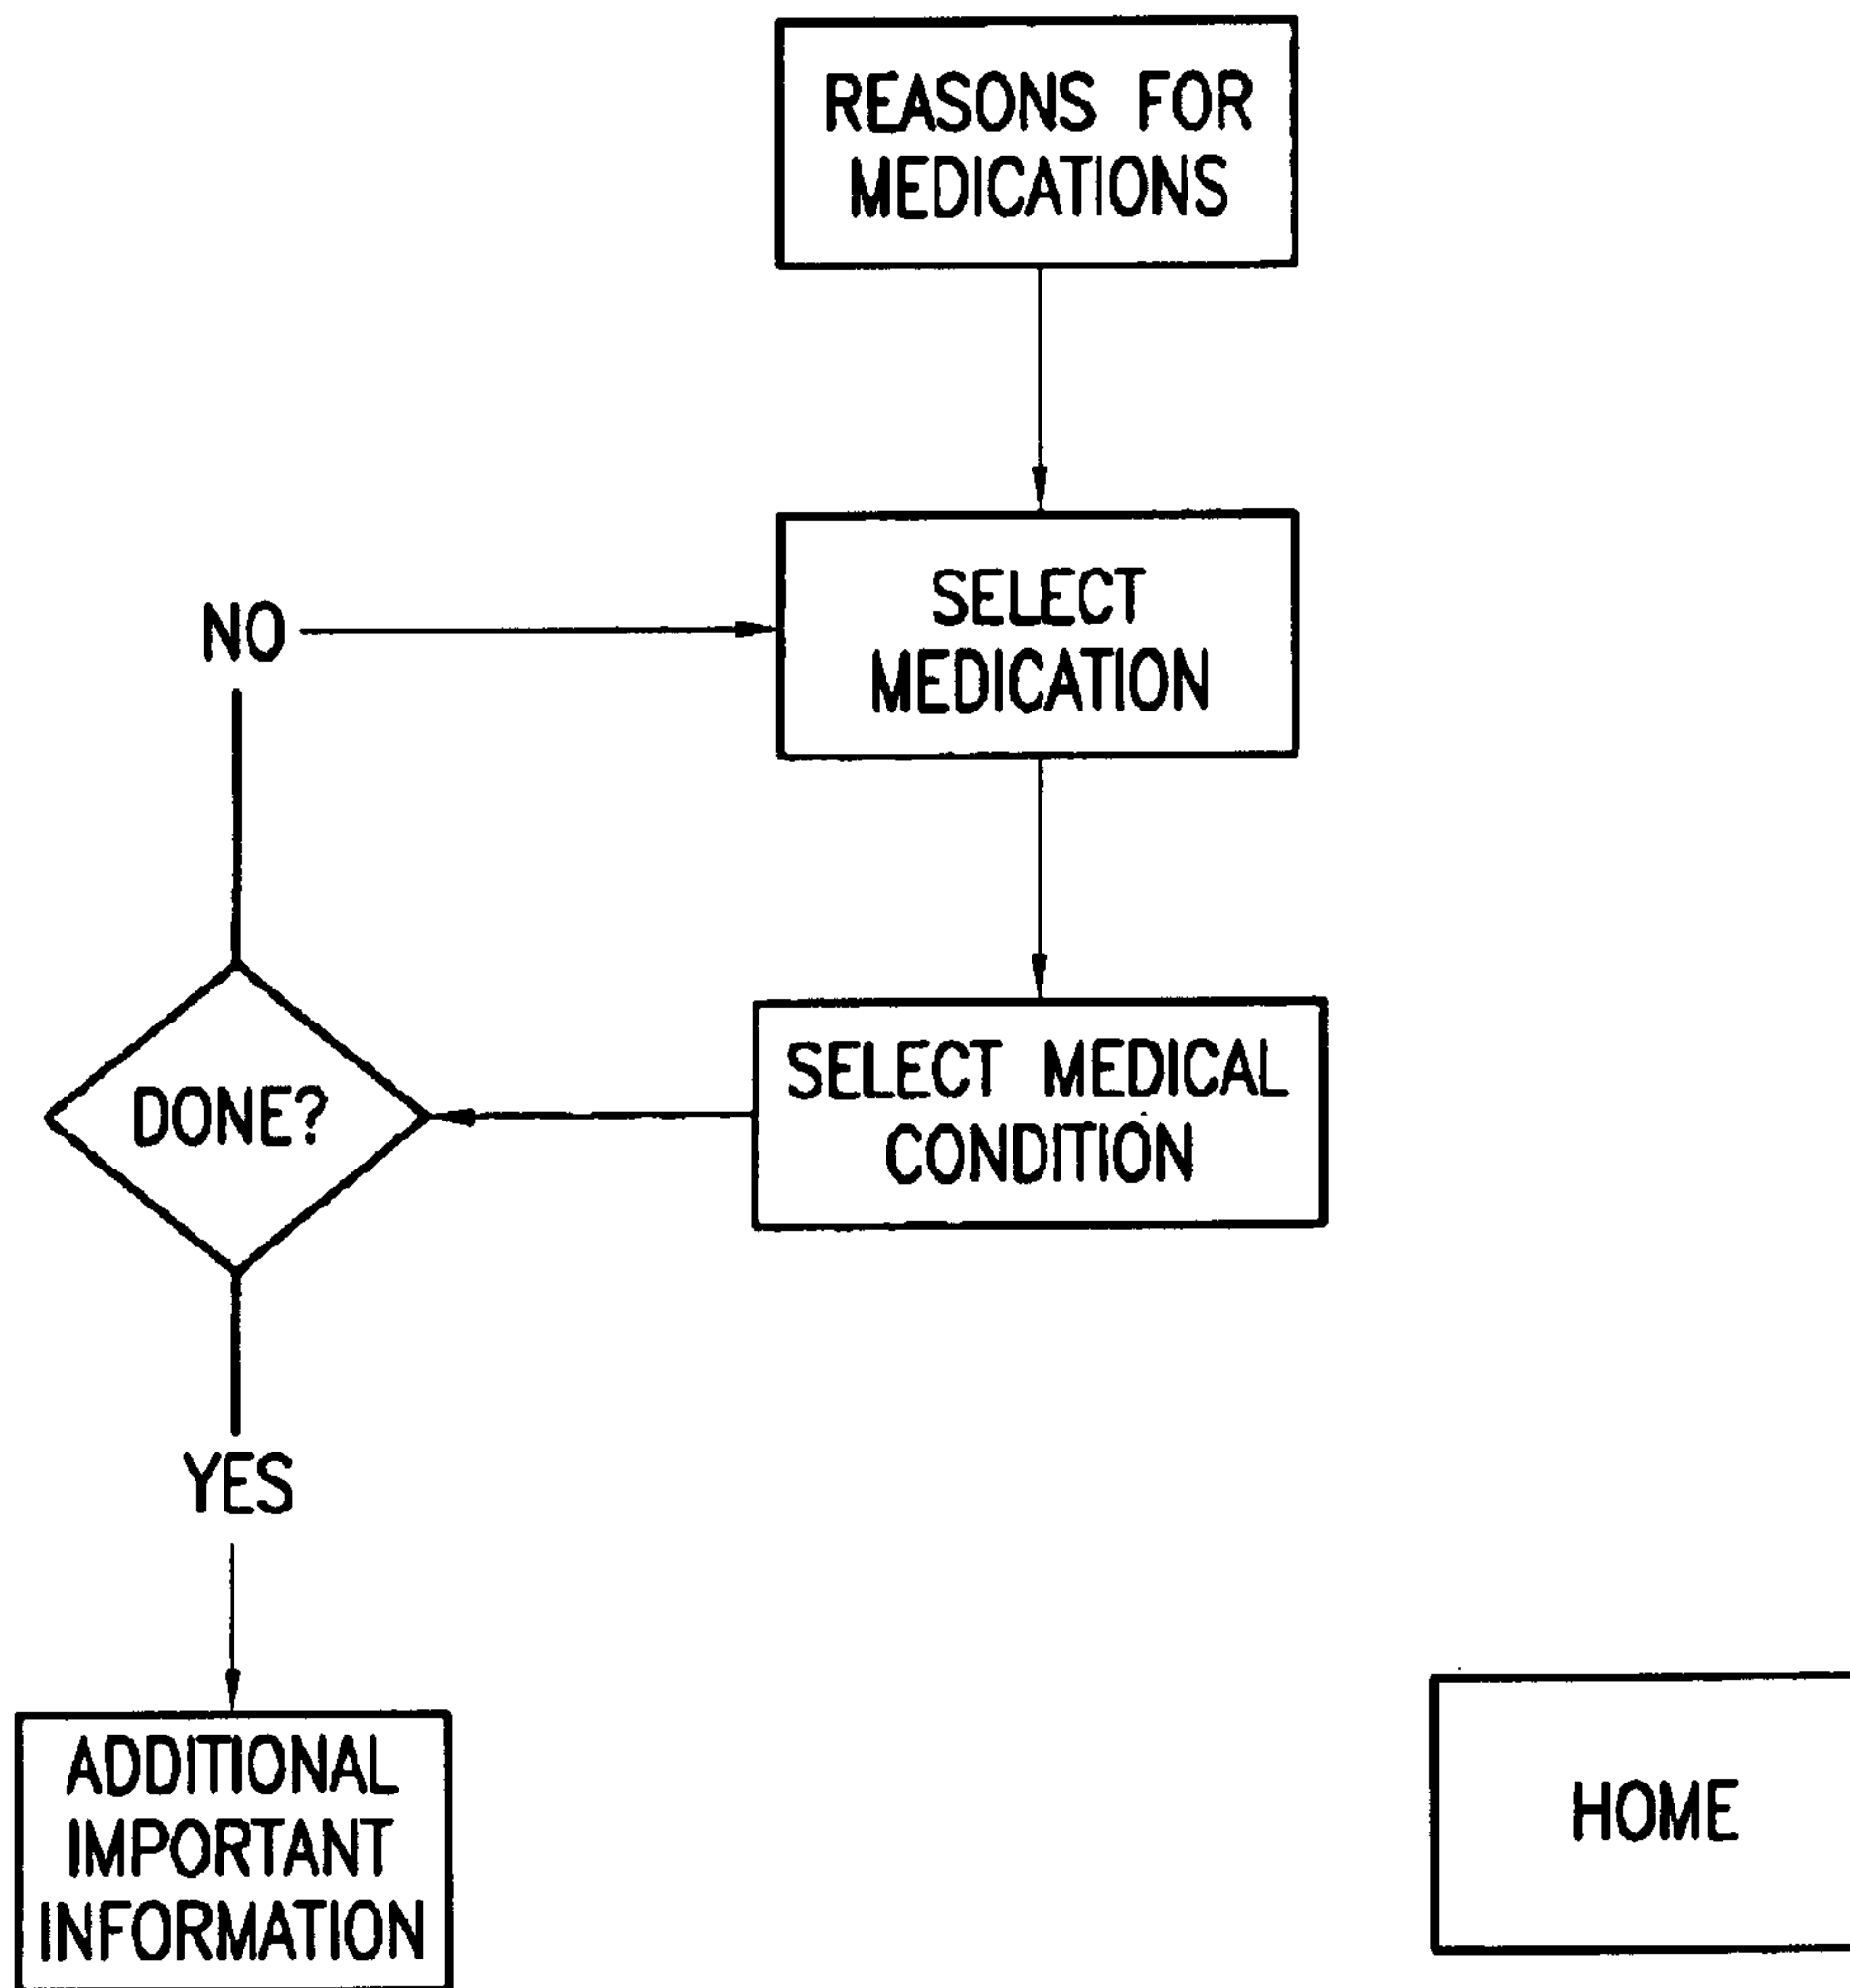 REASONS FOR
MEDICATIONS
SELECT
MEDICATION
NO
SELECT MEDICAL
CONDITION
DONE?
YES
ADDITIONAL
IMPORTANT
INFORMATION
HOME